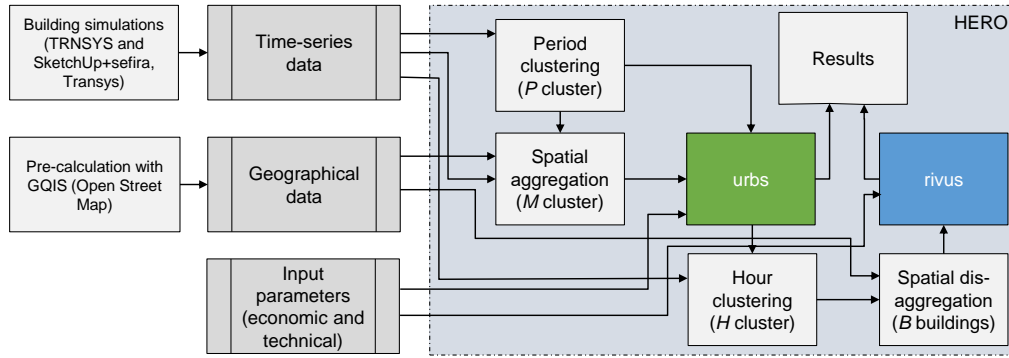 Building simulations
(TRNSYS and
SketchUp+sefira,
Transys)
Time-series
data
HERO
Period
clustering
(P cluster)
Results
Pre-calculation with
GQIS (Open Street
Map)
Geographical
data
Spatial
aggregation
(M cluster)
urbs
rivus
Input
parameters
(economic and
technical)
Hour
clustering
(H cluster)
Spatial dis-
aggregation
(B buildings)